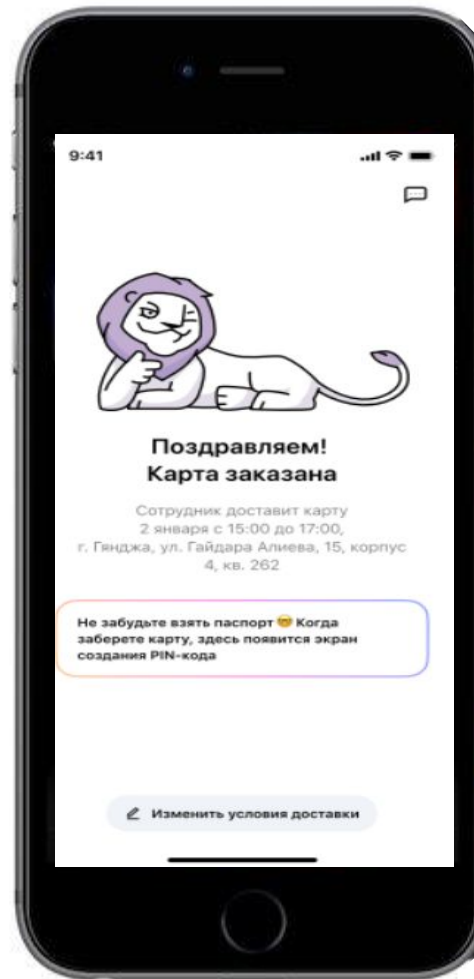 9:41
Поздравляем!
Карта заказана
Сотрудник доставит карту
2 января с 15:00 до 17:00,
г. Гянджа, ул. Гайдара Алиева, 15, корпус
4, кв. 262
Не забудьте взять паспорт 🤓 Когда
заберете карту, здесь появится экран
создания PIN-кода
Изменить условия доставки